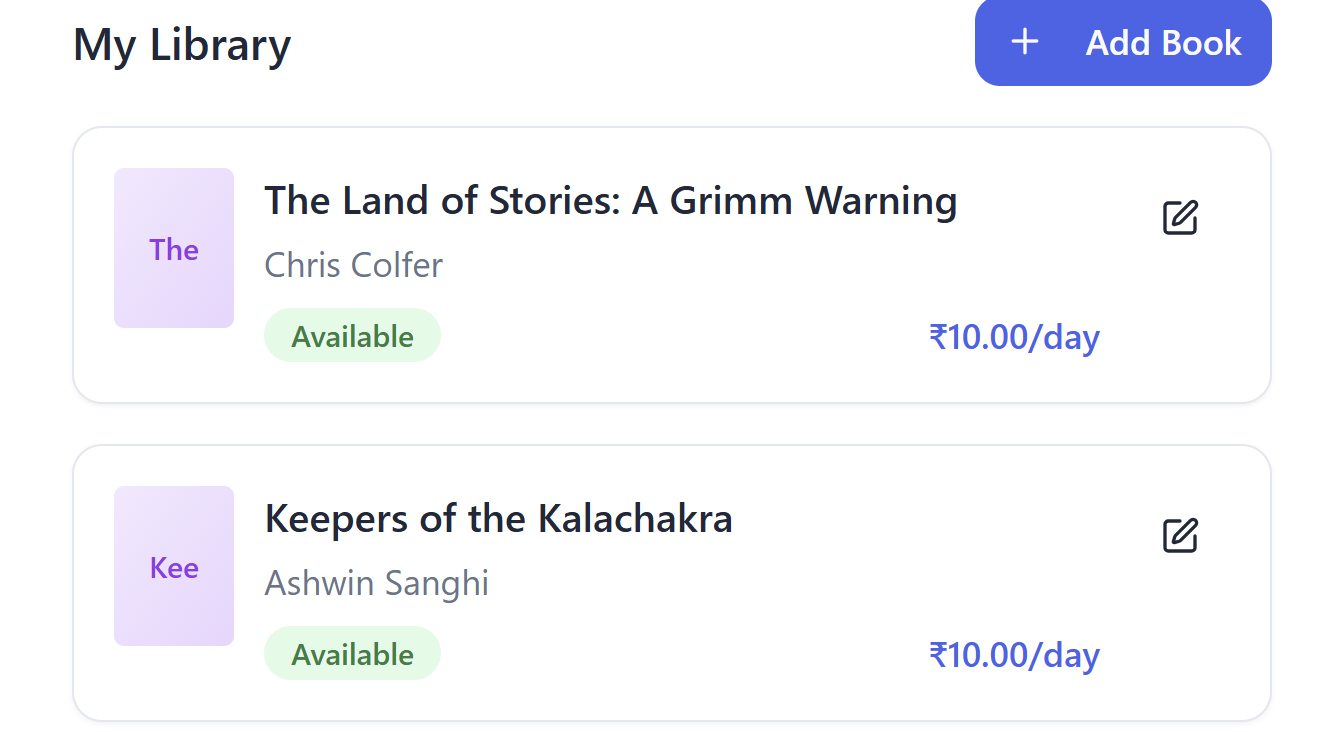 My Library
Add Book
The
The Land of Stories: A Grimm Warning
Chris Colfer
Available
₹10.00/day
Kee
Keepers of the Kalachakra
Ashwin Sanghi
Available
₹10.00/day